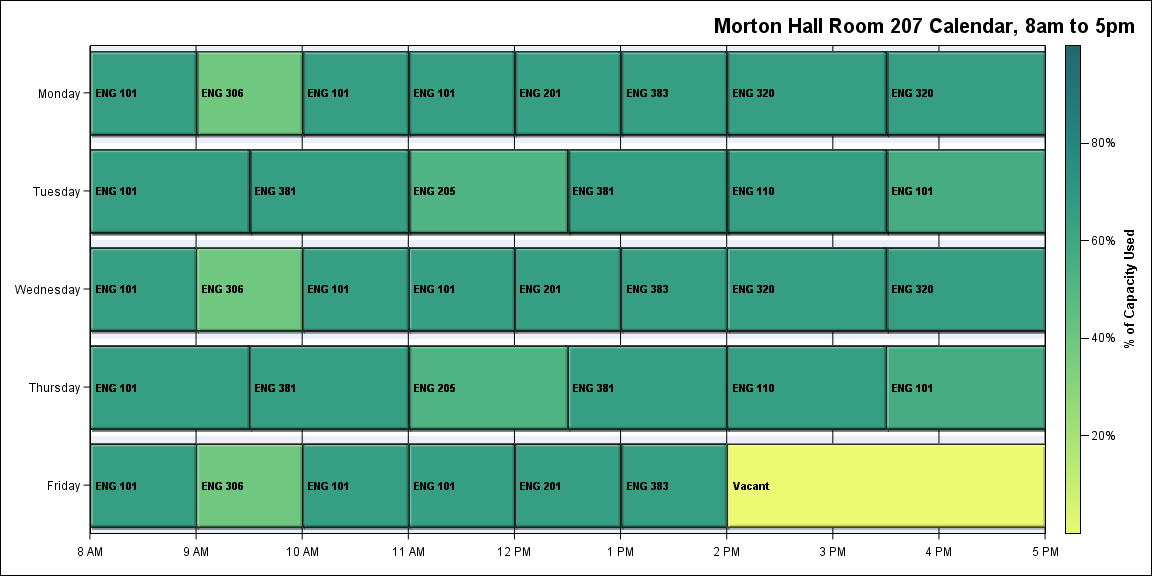 Morton Hall Room 207 Calendar, 8am to 5pm
Monday
ENG 101 ENG 306 ENG 101 ENG 101 ENG 201 ENG 383 ENG 320 ENG 320
Tuesday
ENG 101 ENG 381 ENG 205 ENG 381 ENG 110 ENG 101
Wednesday
ENG 101 ENG 306 ENG 101 ENG 101 ENG 201 ENG 383 ENG 320 ENG 320
Thursday
ENG 101 ENG 381 ENG 205 ENG 381 ENG 110 ENG 101
Friday
ENG 101 ENG 306 ENG 101 ENG 101 ENG 201 ENG 383 Vacant
8 AM 9 AM 10 AM 11 AM 12 PM 1 PM 2 PM 3 PM 4 PM 5 PM
80%
60%
40%
20%
% of Capacity Used